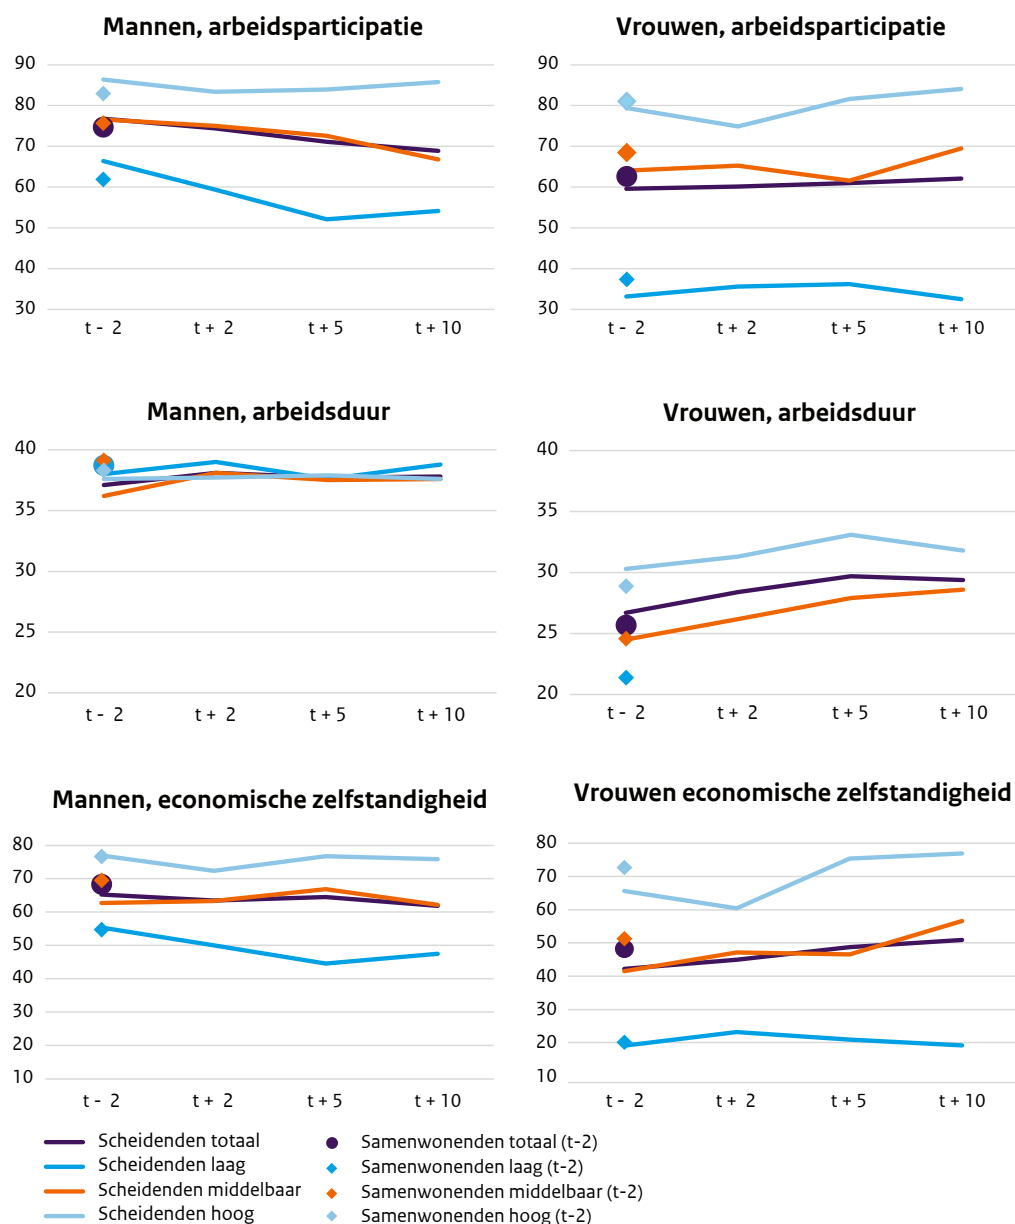 Mannen, arbeidsparticipatie
90
80
70
60
50
40
30
t - 2 t + 2 t + 5 t + 10
Vrouwen, arbeidsparticipatie
90
80
70
60
50
40
30
t - 2 t + 2 t + 5 t + 10
Mannen, arbeidsduur
40
35
30
25
20
t - 2 t + 2 t + 5 t + 10
Vrouwen, arbeidsduur
40
35
30
25
20
t - 2 t + 2 t + 5 t + 10
Mannen, economische zelfstandigheid
80
70
60
50
40
30
20
10
t - 2 t + 2 t + 5 t + 10
Vrouwen economische zelfstandigheid
80
70
60
50
40
30
20
10
t - 2 t + 2 t + 5 t + 10
Scheidenden totaal
Scheidenden laag
Scheidenden middelbaar
Scheidenden hoog
Samenwonenden totaal (t-2)
Samenwonenden laag (t-2)
Samenwonenden middelbaar (t-2)
Samenwonenden hoog (t-2)